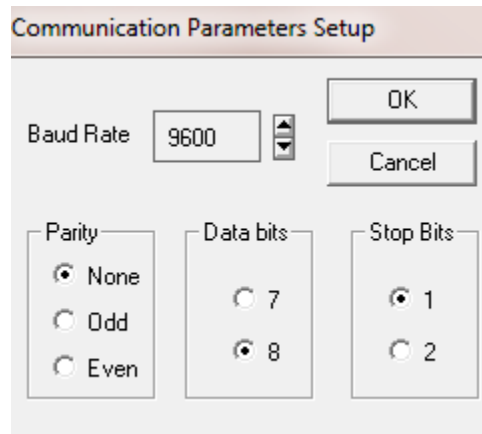 Communication Parameters Setup
OK
Baud Rate 9600
Cancel
Parity Data bits Stop Bits
None
7 1
Odd
8 2
Even